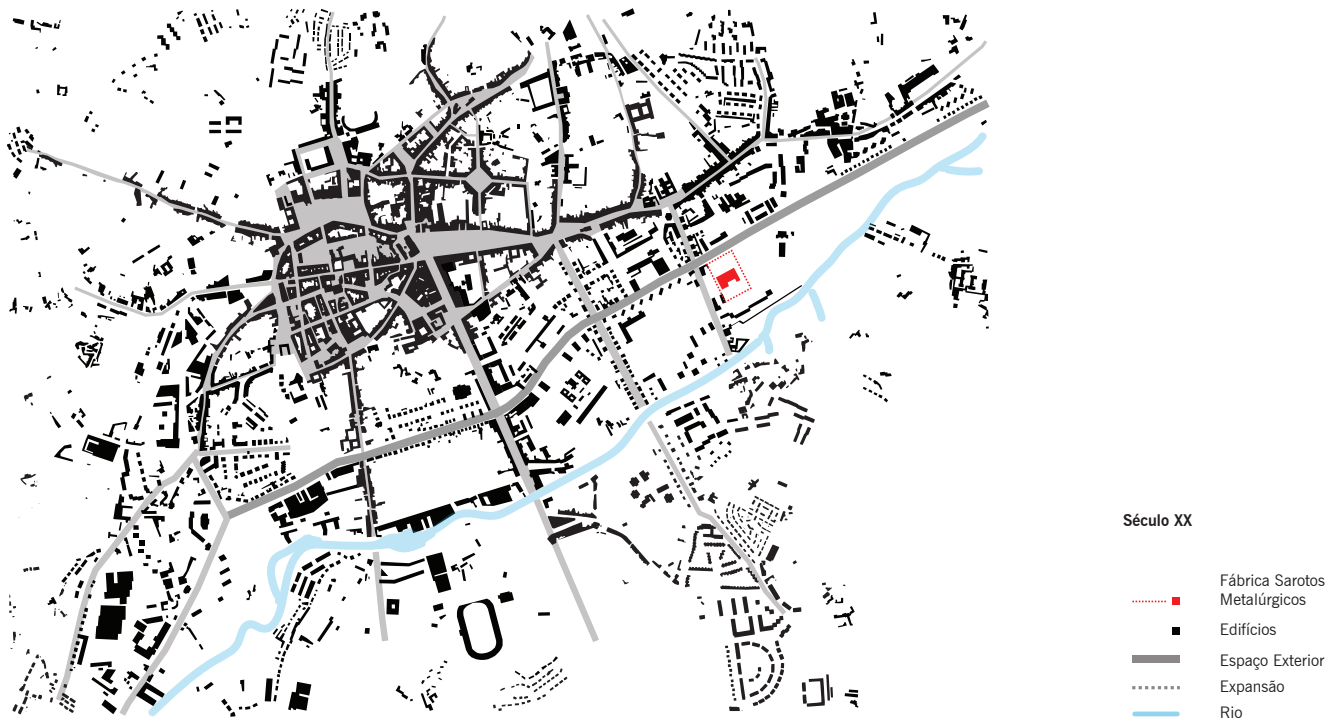 Século XX
Fábrica Sarotos
Metalúrgicos
Edifícios
Espaço Exterior
Expansão
Rio